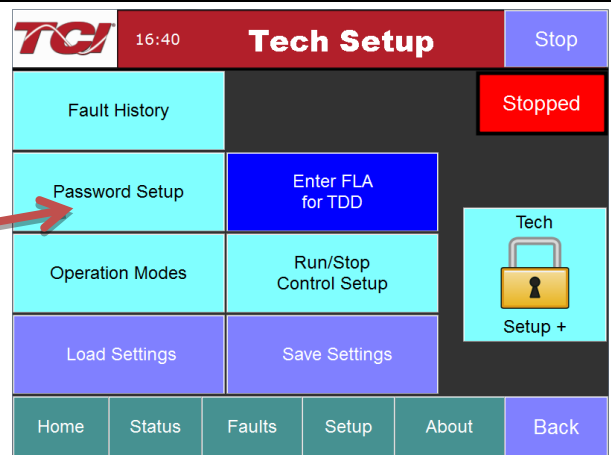 TCI
16:40
Tech Setup
Stop
Fault History
Stopped
Password Setup
Enter FLA
for TDD
Tech
Setup +
Operation Modes
Run/Stop
Control Setup
Load Settings
Save Settings
Home
Status
Faults
Setup
About
Back